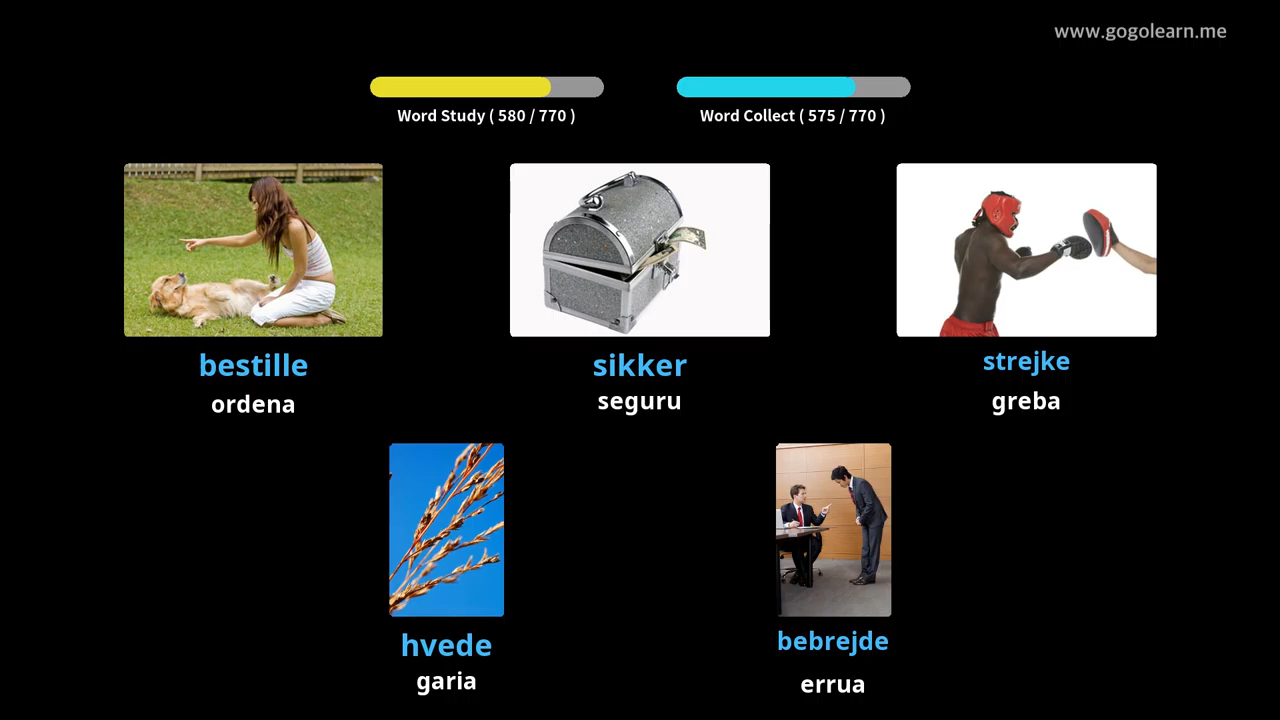 www.gogolearn.me
Word Study ( 580 / 770 )
Word Collect ( 575 / 770 )
bestille
ordena
sikker
seguru
strejke
greba
hvede
garia
bebrejde
errua